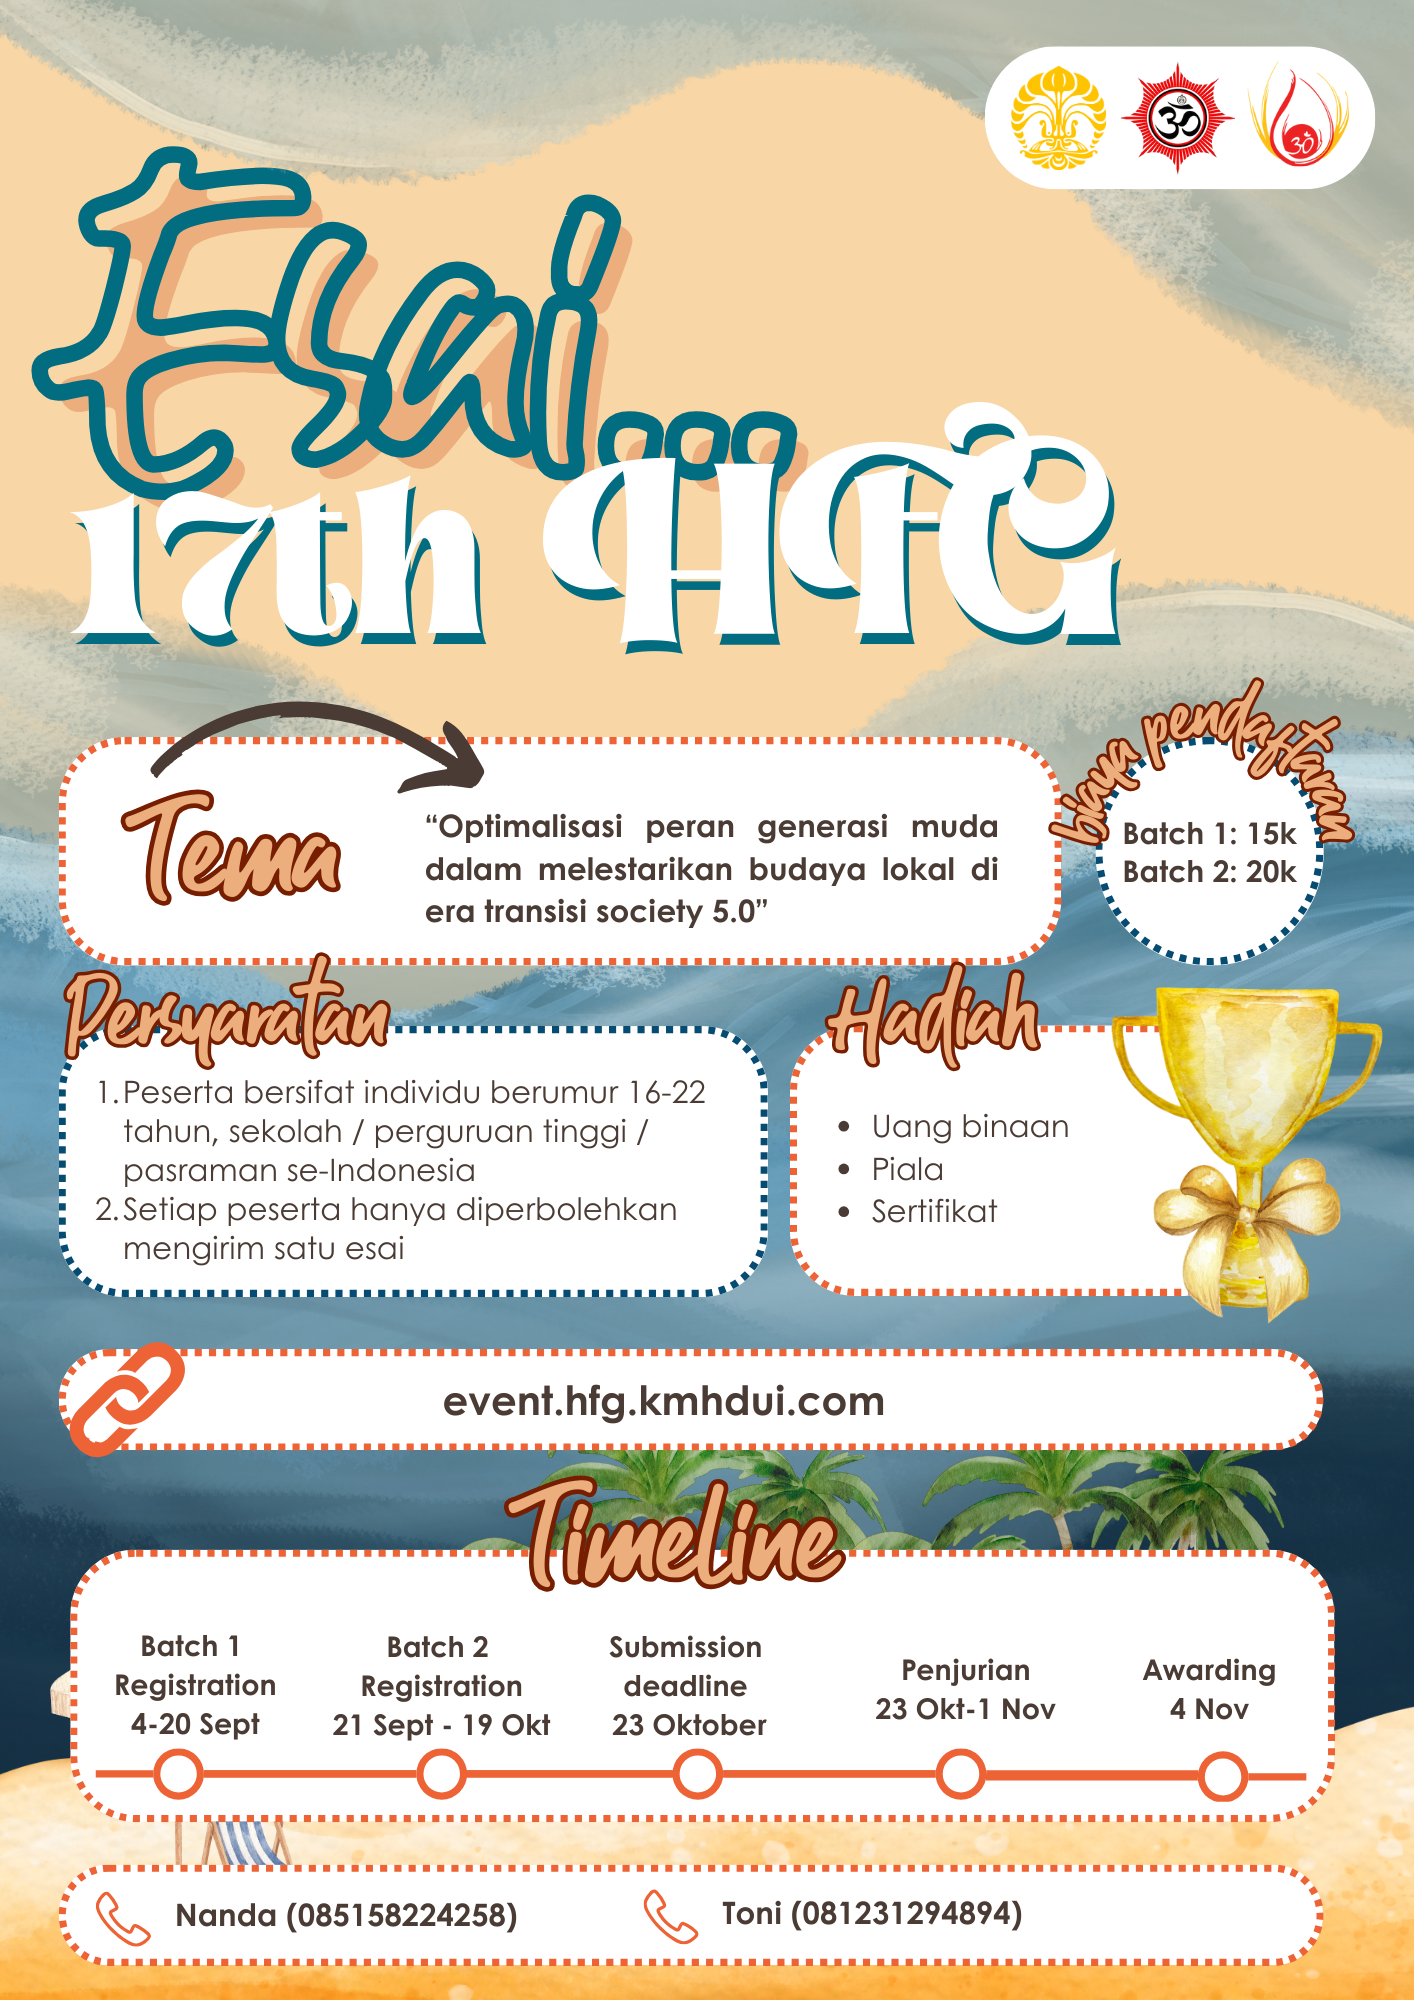 Esai...
17th HFG
Tema
“Optimalisasi peran generasi muda
dalam melestarikan budaya lokal di
era transisi society 5.0”
biaya pendaftaran
Batch 1: 15k
Batch 2: 20k
Persyaratan
1. Peserta bersifat individu berumur 16-22
tahun, sekolah / perguruan tinggi /
pasraman se-Indonesia
2. Setiap peserta hanya diperbolehkan
mengirim satu esai
Hadiah
• Uang binaan
• Piala
• Sertifikat
event.hfg.kmhdui.com
Timeline
Batch 1
Registration
4-20 Sept
Batch 2
Registration
21 Sept - 19 Okt
Submission
deadline
23 Oktober
Penjurian
23 Okt-1 Nov
Awarding
4 Nov
Nanda (085158224258)
Toni (081231294894)